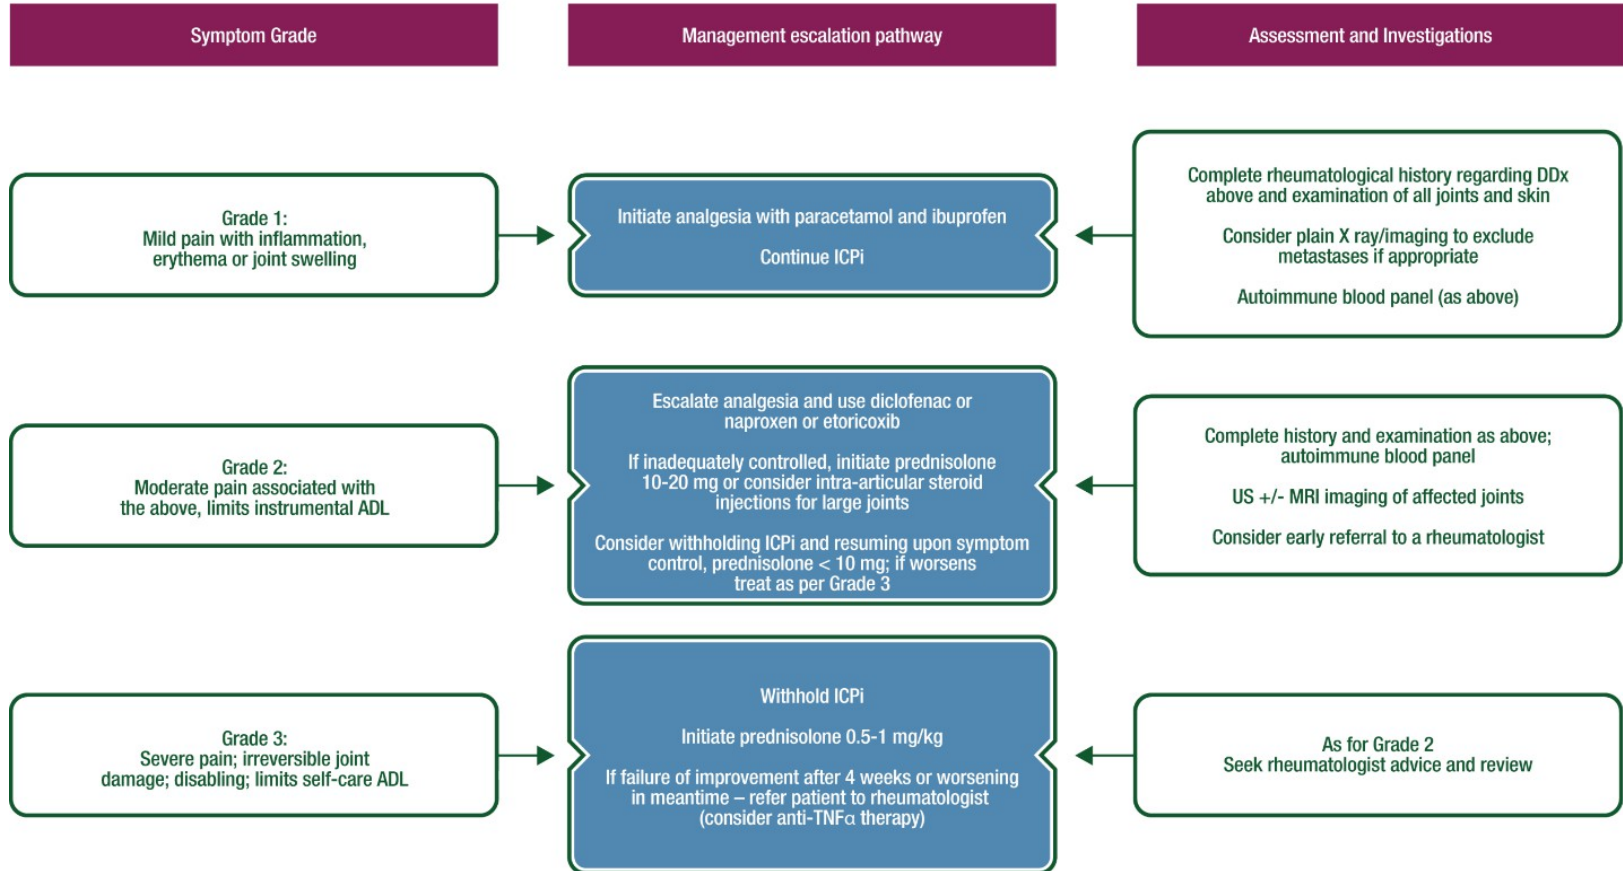 Symptom Grade
Management escalation pathway
Assessment and Investigations
Grade 1:
Mild pain with inflammation,
erythema or joint swelling
Initiate analgesia with paracetamol and ibuprofen
Continue ICPi
Complete rheumatological history regarding DDx
above and examination of all joints and skin
Consider plain X ray/imaging to exclude
metastases if appropriate
Autoimmune blood panel (as above)
Grade 2:
Moderate pain associated with
the above, limits instrumental ADL
Escalate analgesia and use diclofenac or
naproxen or etoricoxib
If inadequately controlled, initiate prednisolone
10-20 mg or consider intra-articular steroid
injections for large joints
Consider withholding ICPi and resuming upon symptom
control, prednisolone < 10 mg; if worsens
treat as per Grade 3
Complete history and examination as above;
autoimmune blood panel
US +/- MRI imaging of affected joints
Consider early referral to a rheumatologist
Grade 3:
Severe pain; irreversible joint
damage; disabling; limits self-care ADL
Withhold ICPi
Initiate prednisolone 0.5-1 mg/kg
If failure of improvement after 4 weeks or worsening
in meantime – refer patient to rheumatologist
(consider anti-TNFα therapy)
As for Grade 2
Seek rheumatologist advice and review